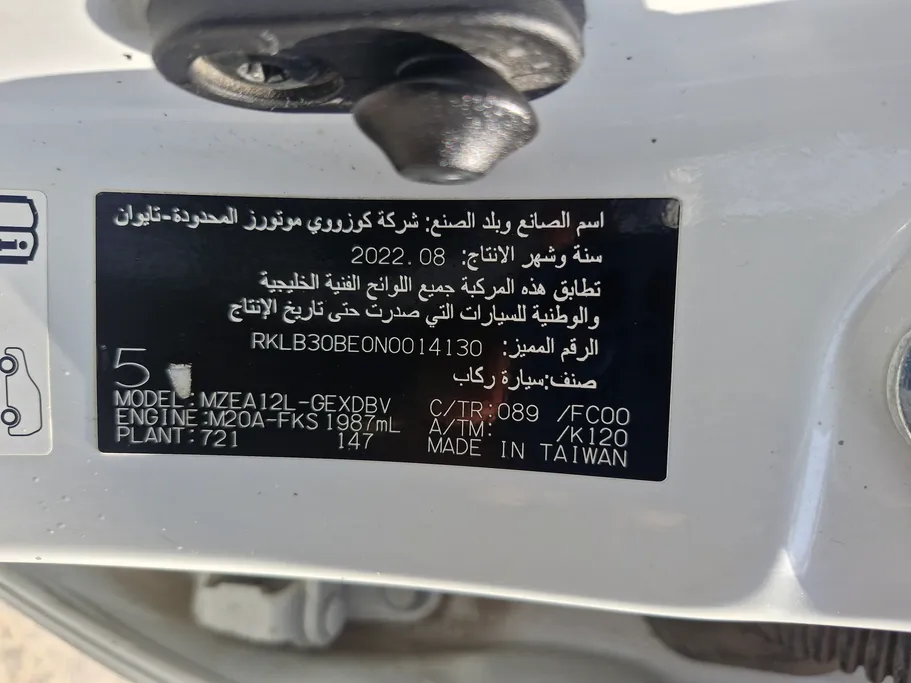 اسم الصانع وبلد الصنع: شركة كوزووي موتورز المحدودة-تايوان
سنة وشهر الانتاج: 2022.08
تطابق هذه المركبة جميع اللوائح الفنية الخليجية
والوطنية للسيارات التي صدرت حتى تاريخ الإنتاج
الرقم المميز: RKLB30BE0N0014130
صنف:سيارة ركاب
5
MODEL:MZEA12L-GEXDBV C/TR:089 /FC00
ENGINE:M20A-FKS 1987mL A/TM: /K120
PLANT:721 147 MADE IN TAIWAN